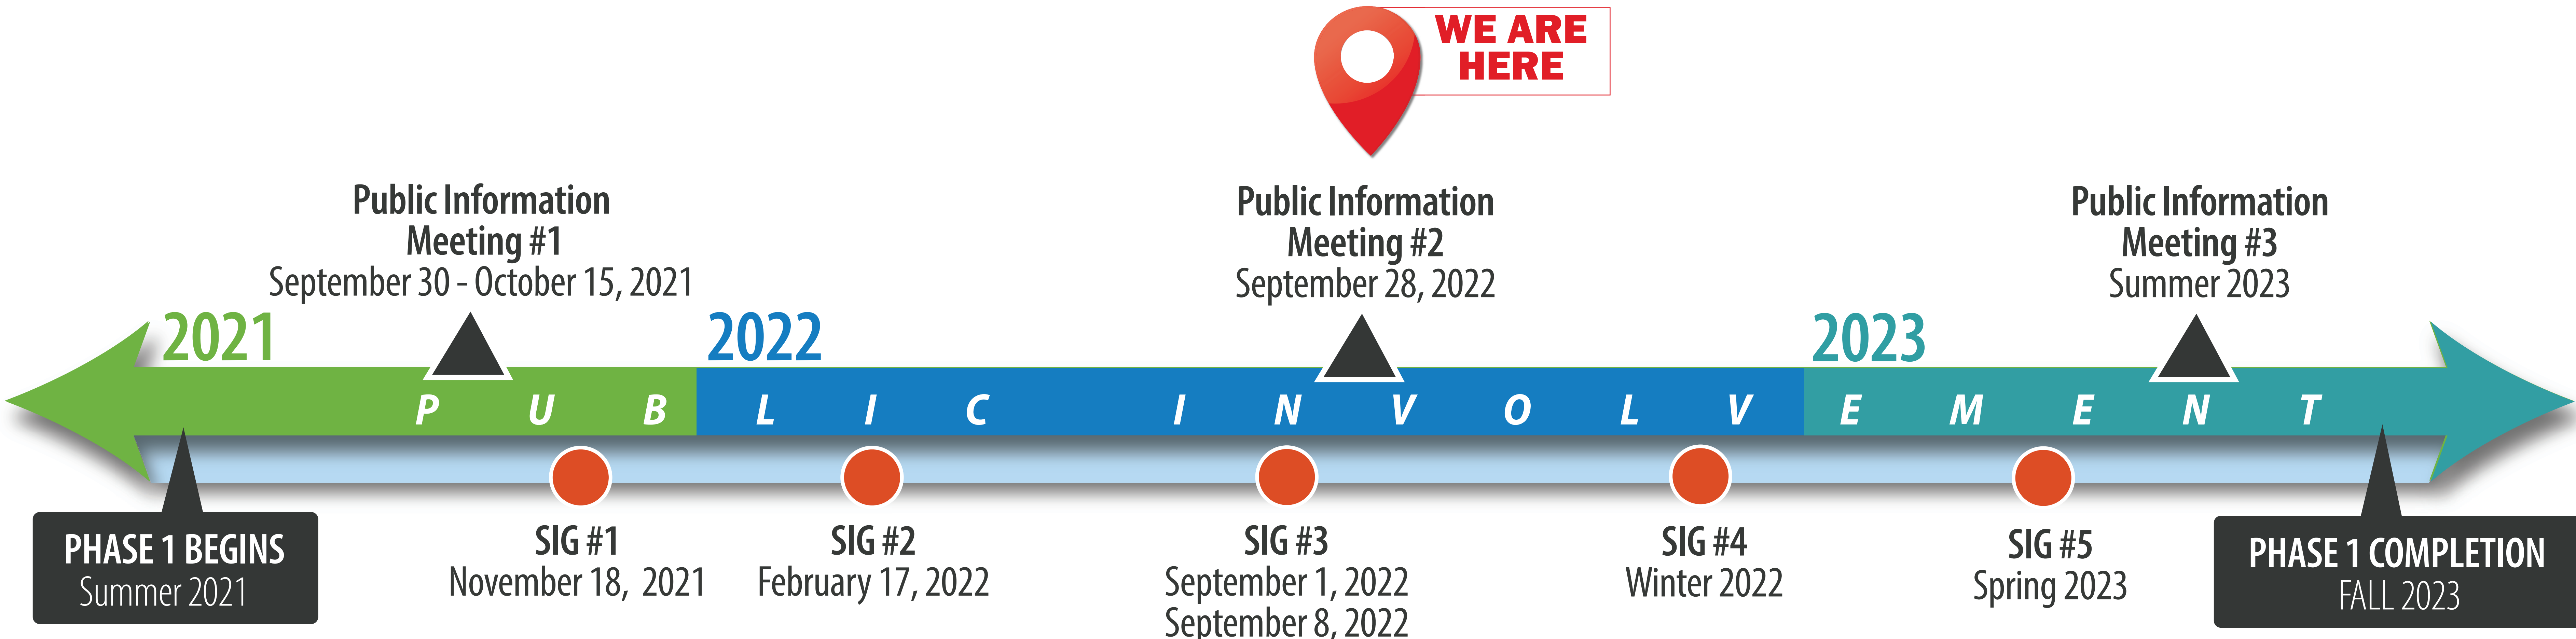 WE ARE
HERE
Public Information
Meeting #1
September 30 - October 15, 2021
Public Information
Meeting #2
September 28, 2022
Public Information
Meeting #3
Summer 2023
2021
2022
2023
PUBLIC INVOLVEMENT
PHASE 1 BEGINS
Summer 2021
SIG #1
November 18, 2021
SIG #2
February 17, 2022
SIG #3
September 1, 2022
September 8, 2022
SIG #4
Winter 2022
SIG #5
Spring 2023
PHASE 1 COMPLETION
FALL 2023